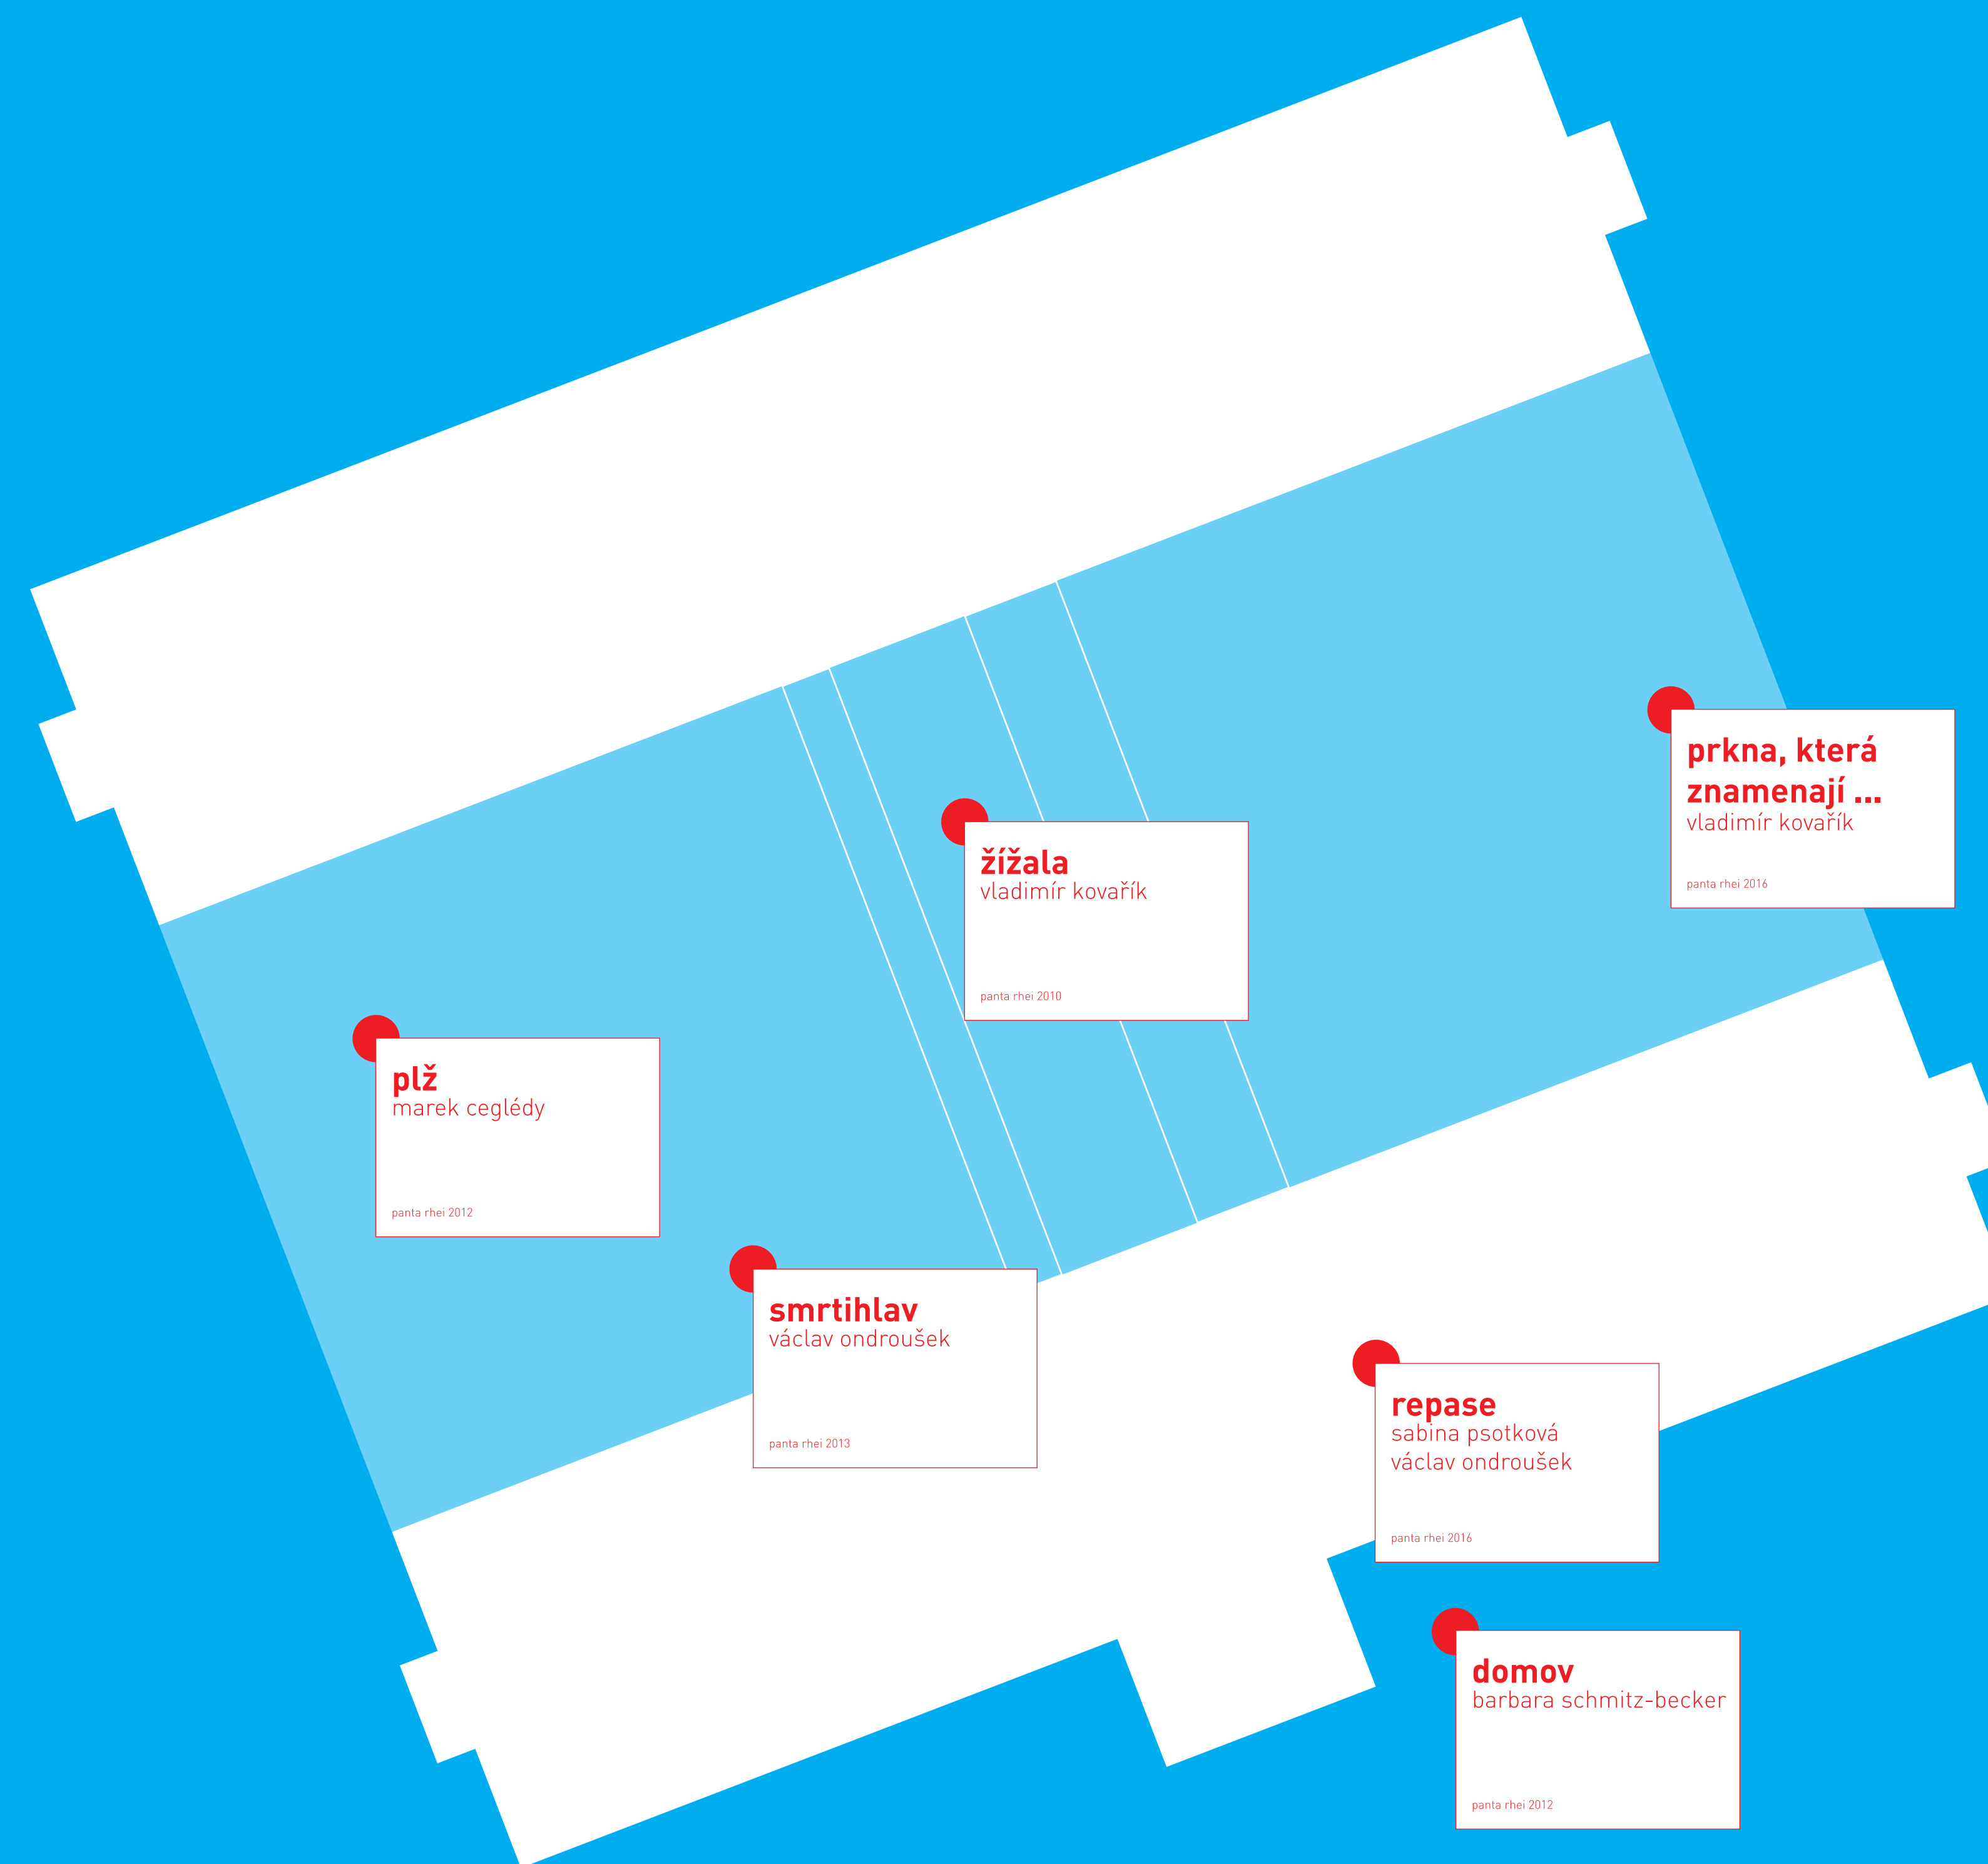 prkna, která
znamenají ...
vladimír kovařík
panta rhei 2016
žížala
vladimír kovařík
panta rhei 2010
plž
marek ceglédy
panta rhei 2012
smrtihlav
václav ondroušek
panta rhei 2013
repase
sabina psotková
václav ondroušek
panta rhei 2016
domov
barbara schmitz-becker
panta rhei 2012